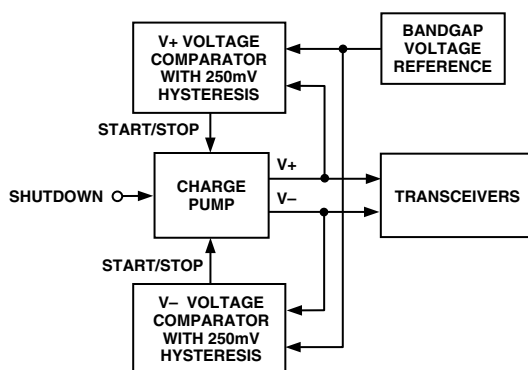 V+ VOLTAGE
COMPARATOR
WITH 250mV
HYSTERESIS
BANDGAP
VOLTAGE
REFERENCE
START/STOP
SHUTDOWN
CHARGE
PUMP
V+
V–
TRANSCEIVERS
START/STOP
V– VOLTAGE
COMPARATOR
WITH 250mV
HYSTERESIS